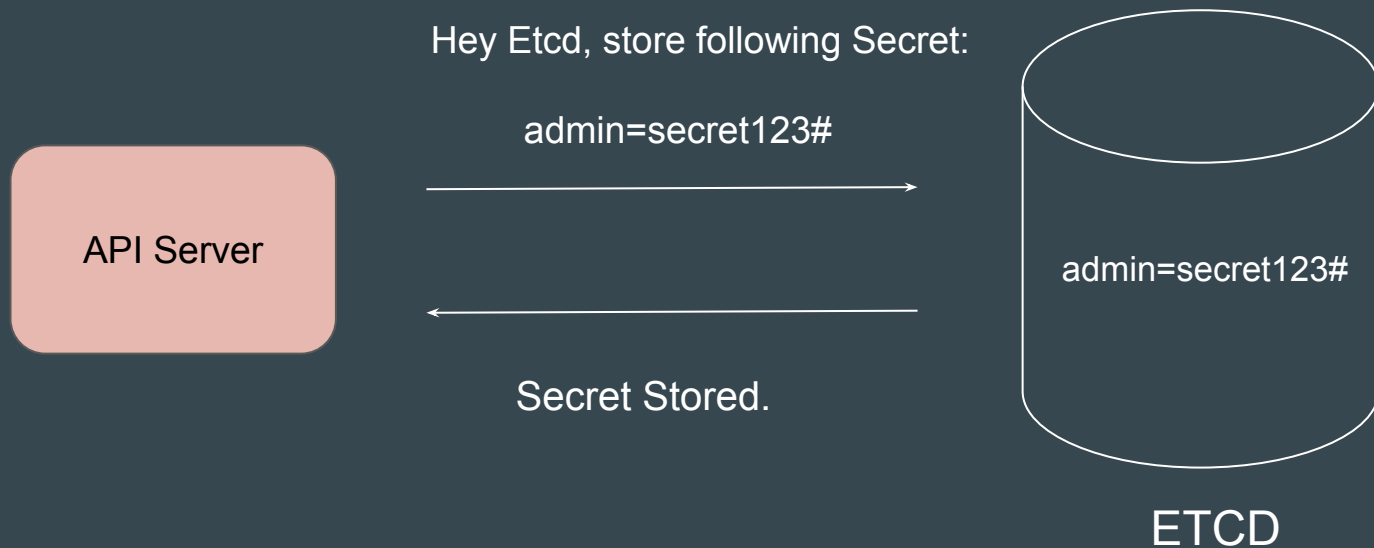 Hey Etcd, store following Secret:
admin=secret123#
API Server
admin=secret123#
Secret Stored.
ETCD